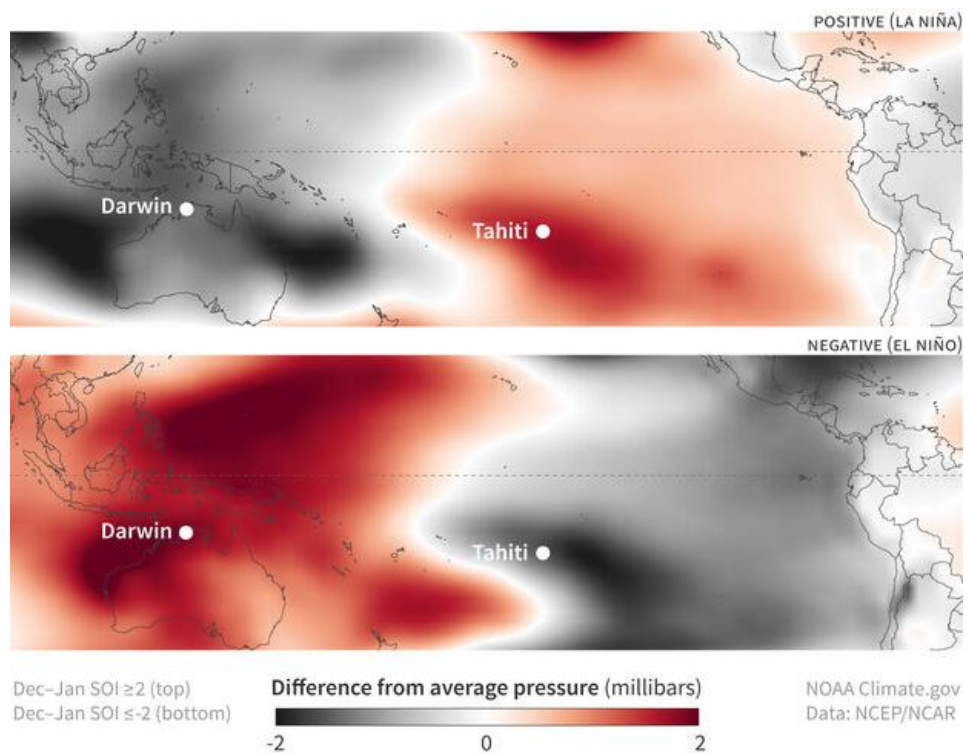 POSITIVE (LA NIÑA)
Darwin
Tahiti
NEGATIVE (EL NIÑO)
Darwin
Tahiti
Dec–Jan SOI ≥2 (top)
Dec–Jan SOI ≤-2 (bottom)
Difference from average pressure (millibars)
-2 0 2
NOAA Climate.gov
Data: NCEP/NCAR